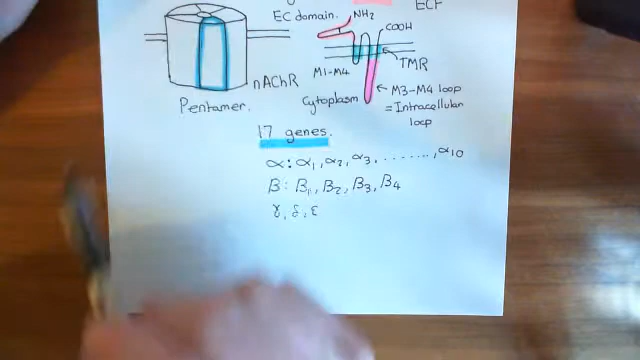 ECF
EC domain.
NH2
COOH
TMR
M1-M4
nAChR
Pentamer.
Cytoplasm
M3-M4 loop
= Intracellular
loop
17 genes.
α: α1, α2, α3, ........, α10
β: β1, β2, β3, β4
γ, δ, ε